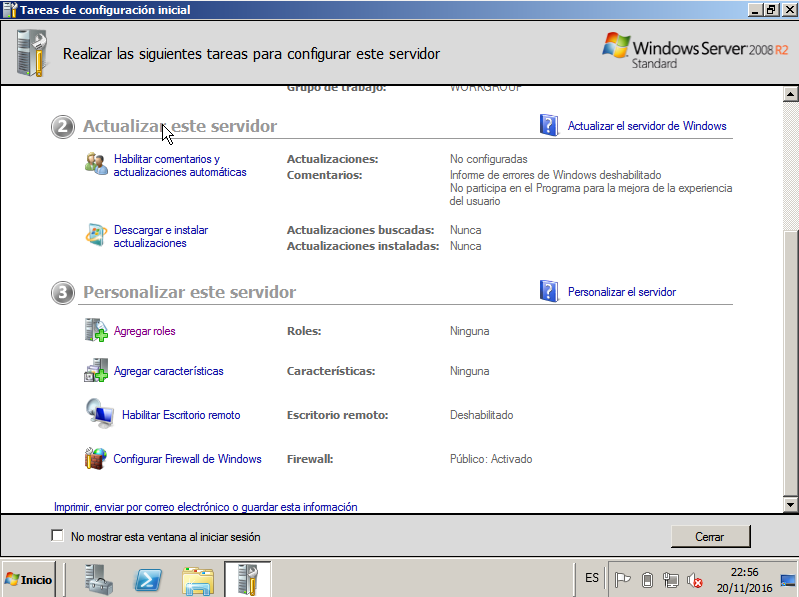 Tareas de configuración inicial
Realizar las siguientes tareas para configurar este servidor
Windows Server 2008 R2
Standard
Grupo de trabajo: WORKGROUP
2 Actualizar este servidor
Actualizar el servidor de Windows
Habilitar comentarios y
actualizaciones automáticas
Actualizaciones: No configuradas
Comentarios: Informe de errores de Windows deshabilitado
No participa en el Programa para la mejora de la experiencia
del usuario
Descargar e instalar
actualizaciones
Actualizaciones buscadas: Nunca
Actualizaciones instaladas: Nunca
3 Personalizar este servidor
Personalizar el servidor
Agregar roles Roles: Ninguna
Agregar características Características: Ninguna
Habilitar Escritorio remoto Escritorio remoto: Deshabilitado
Configurar Firewall de Windows Firewall: Público: Activado
Imprimir, enviar por correo electrónico o guardar esta información
No mostrar esta ventana al iniciar sesión
Cerrar
Inicio
ES
22:56
20/11/2016